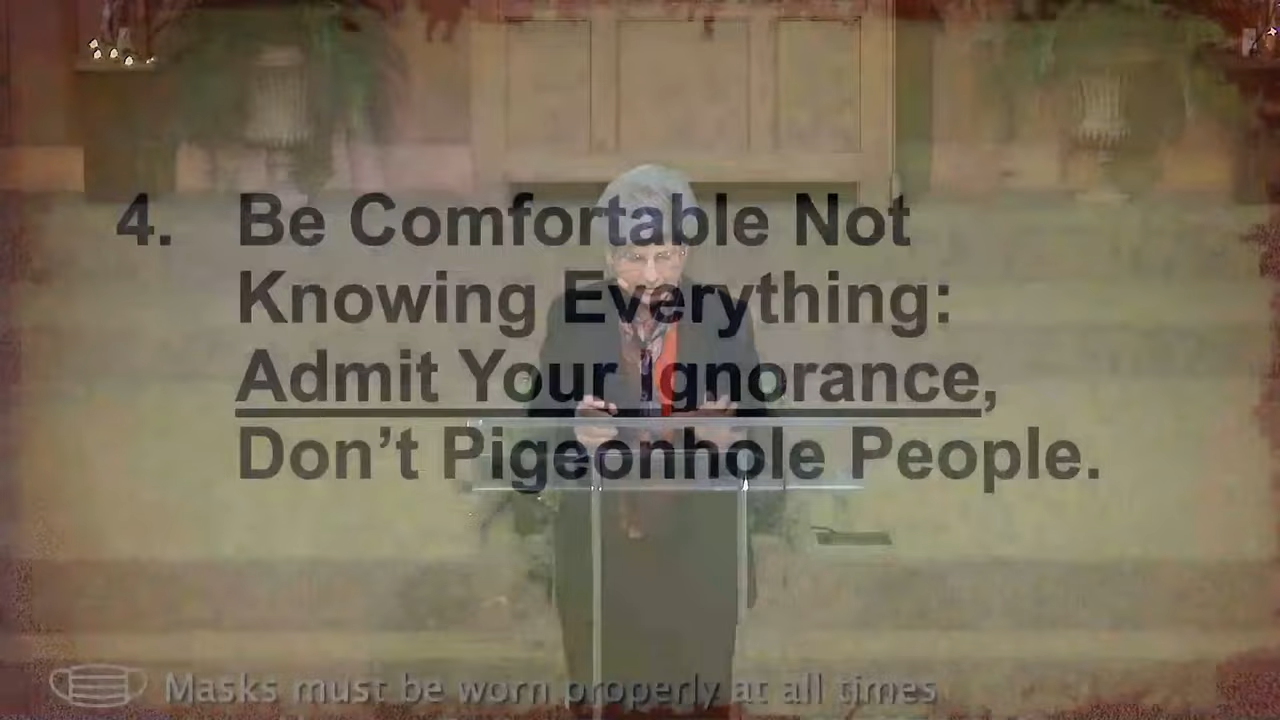 4. Be Comfortable Not
Knowing Everything:
Admit Your Ignorance,
Don’t Pigeonhole People.
Masks must be worn properly at all times